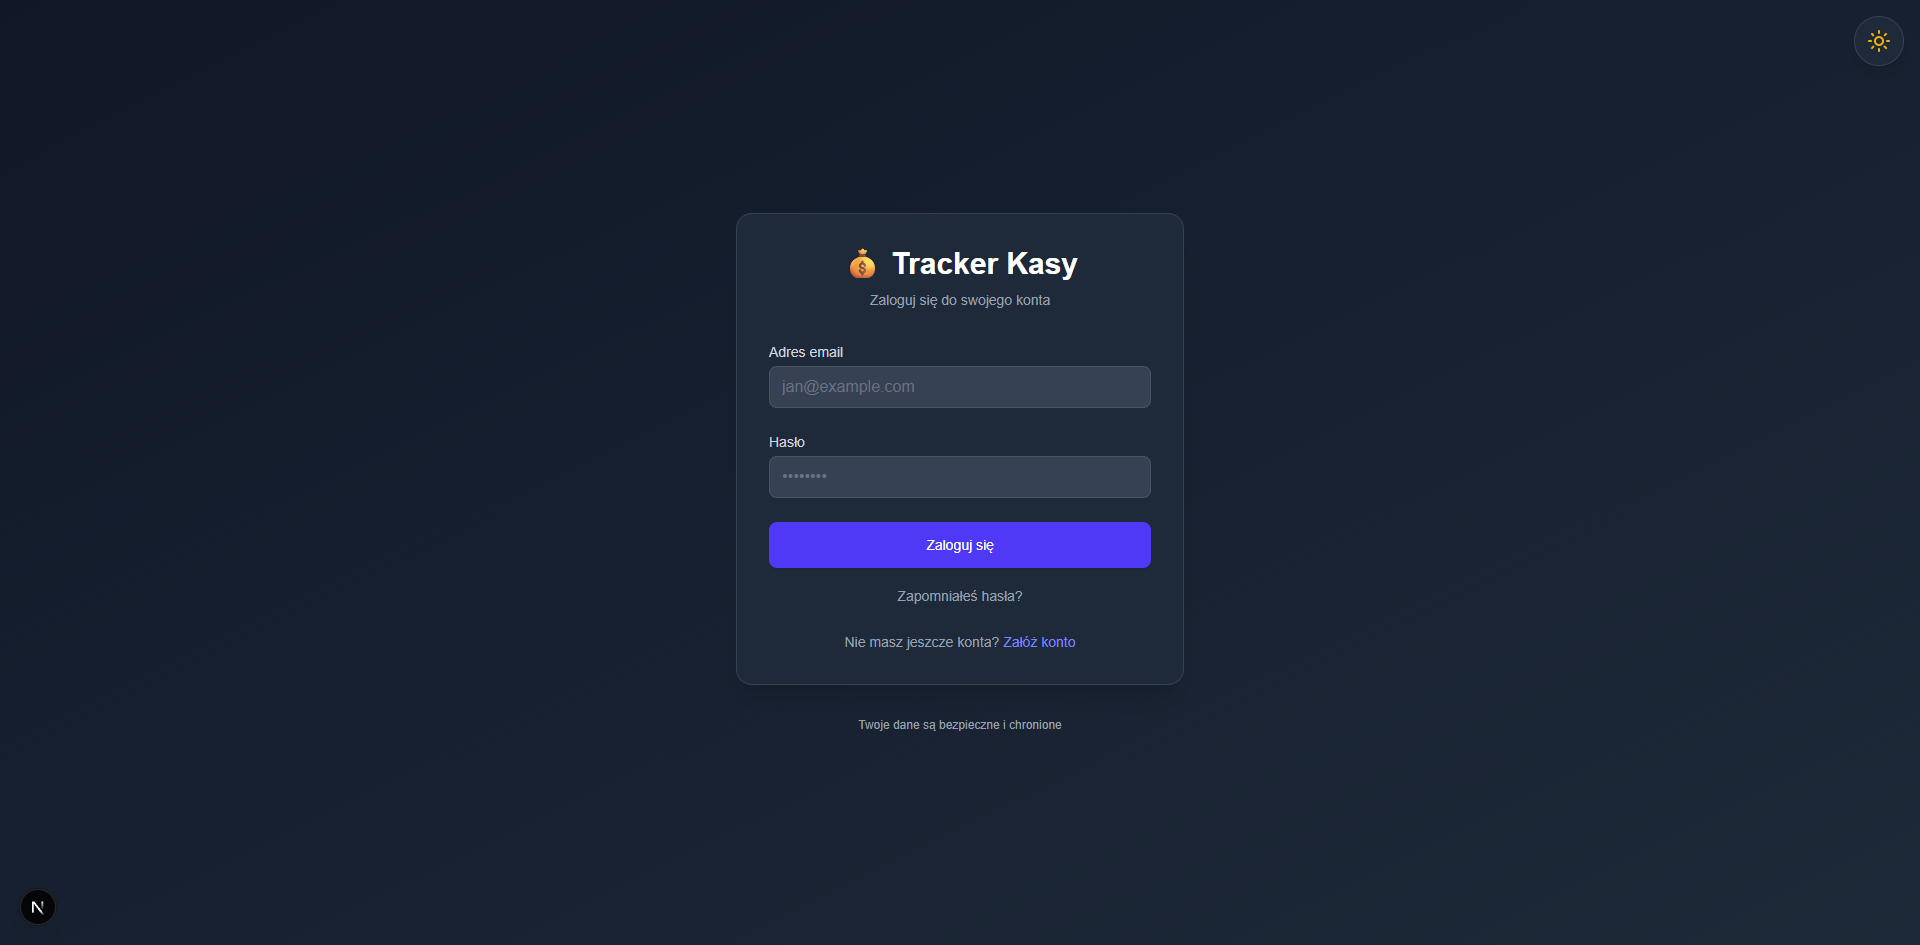 Tracker Kasy
Zaloguj się do swojego konta
Adres email
jan@example.com
Hasło
••••••••
Zaloguj się
Zapomniałeś hasła?
Nie masz jeszcze konta? Załóż konto
Twoje dane są bezpieczne i chronione
N